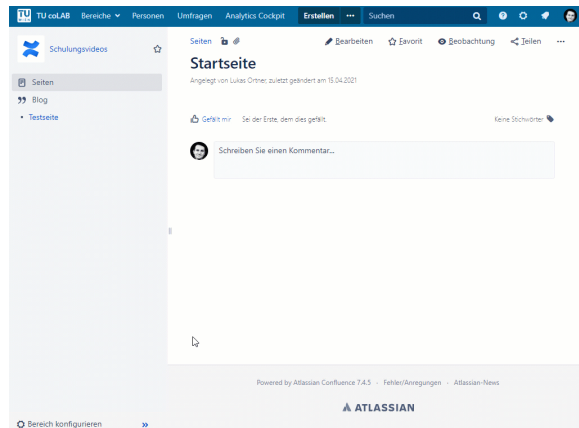 TU TU coLAB Bereiche Personen Umfragen Analytics Cockpit Erstellen ••• Suchen
Schulungsvideos
Seiten
Blog
• Testseite
Bereich konfigurieren
Seiten Bearbeiten Favorit Beobachtung Teilen •••
Startseite
Angelegt von Lukas Ortner, zuletzt geändert am 15.04.2021
Gefällt mir Sei der Erste, dem dies gefällt. Keine Stichwörter
Schreiben Sie einen Kommentar...
Powered by Atlassian Confluence 7.4.5 · Fehler/Anregungen · Atlassian-News
ATLASSIAN